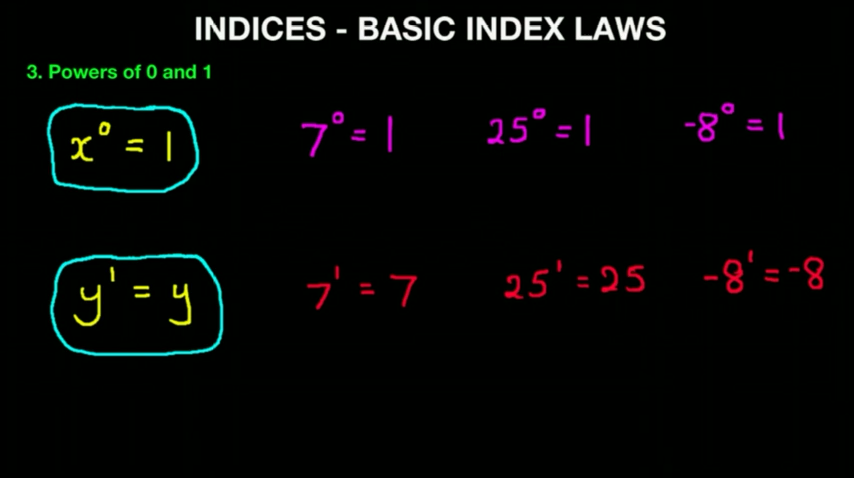 INDICES - BASIC INDEX LAWS
3. Powers of 0 and 1
x⁰ = 1 7⁰ = 1 25⁰ = 1 -8⁰ = 1
y¹ = y 7¹ = 7 25¹ = 25 -8¹ = -8